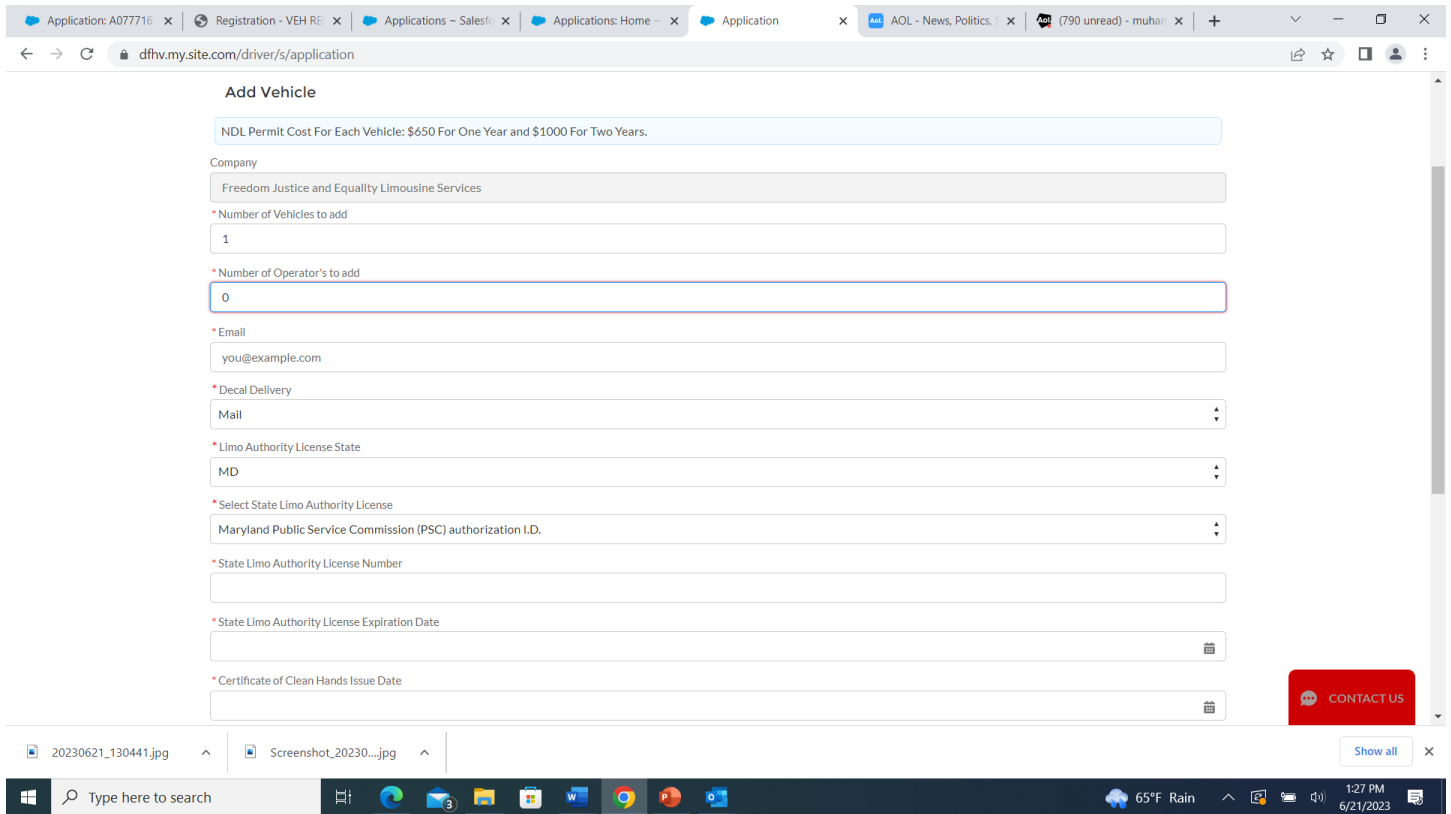 Application: A077716
Registration - VEH RE
Applications ~ Salesfo
Applications: Home ~
Application
AOL - News, Politics, S
(790 unread) - muham
dfhv.my.site.com/driver/s/application
Add Vehicle
NDL Permit Cost For Each Vehicle: $650 For One Year and $1000 For Two Years.
Company
Freedom Justice and Equality Limousine Services
* Number of Vehicles to add
1
* Number of Operator's to add
0
* Email
you@example.com
* Decal Delivery
Mail
* Limo Authority License State
MD
* Select State Limo Authority License
Maryland Public Service Commission (PSC) authorization I.D.
* State Limo Authority License Number
* State Limo Authority License Expiration Date
* Certificate of Clean Hands Issue Date
CONTACT US
20230621_130441.jpg
Screenshot_20230....jpg
Show all
Type here to search
3
65°F Rain
1:27 PM
6/21/2023